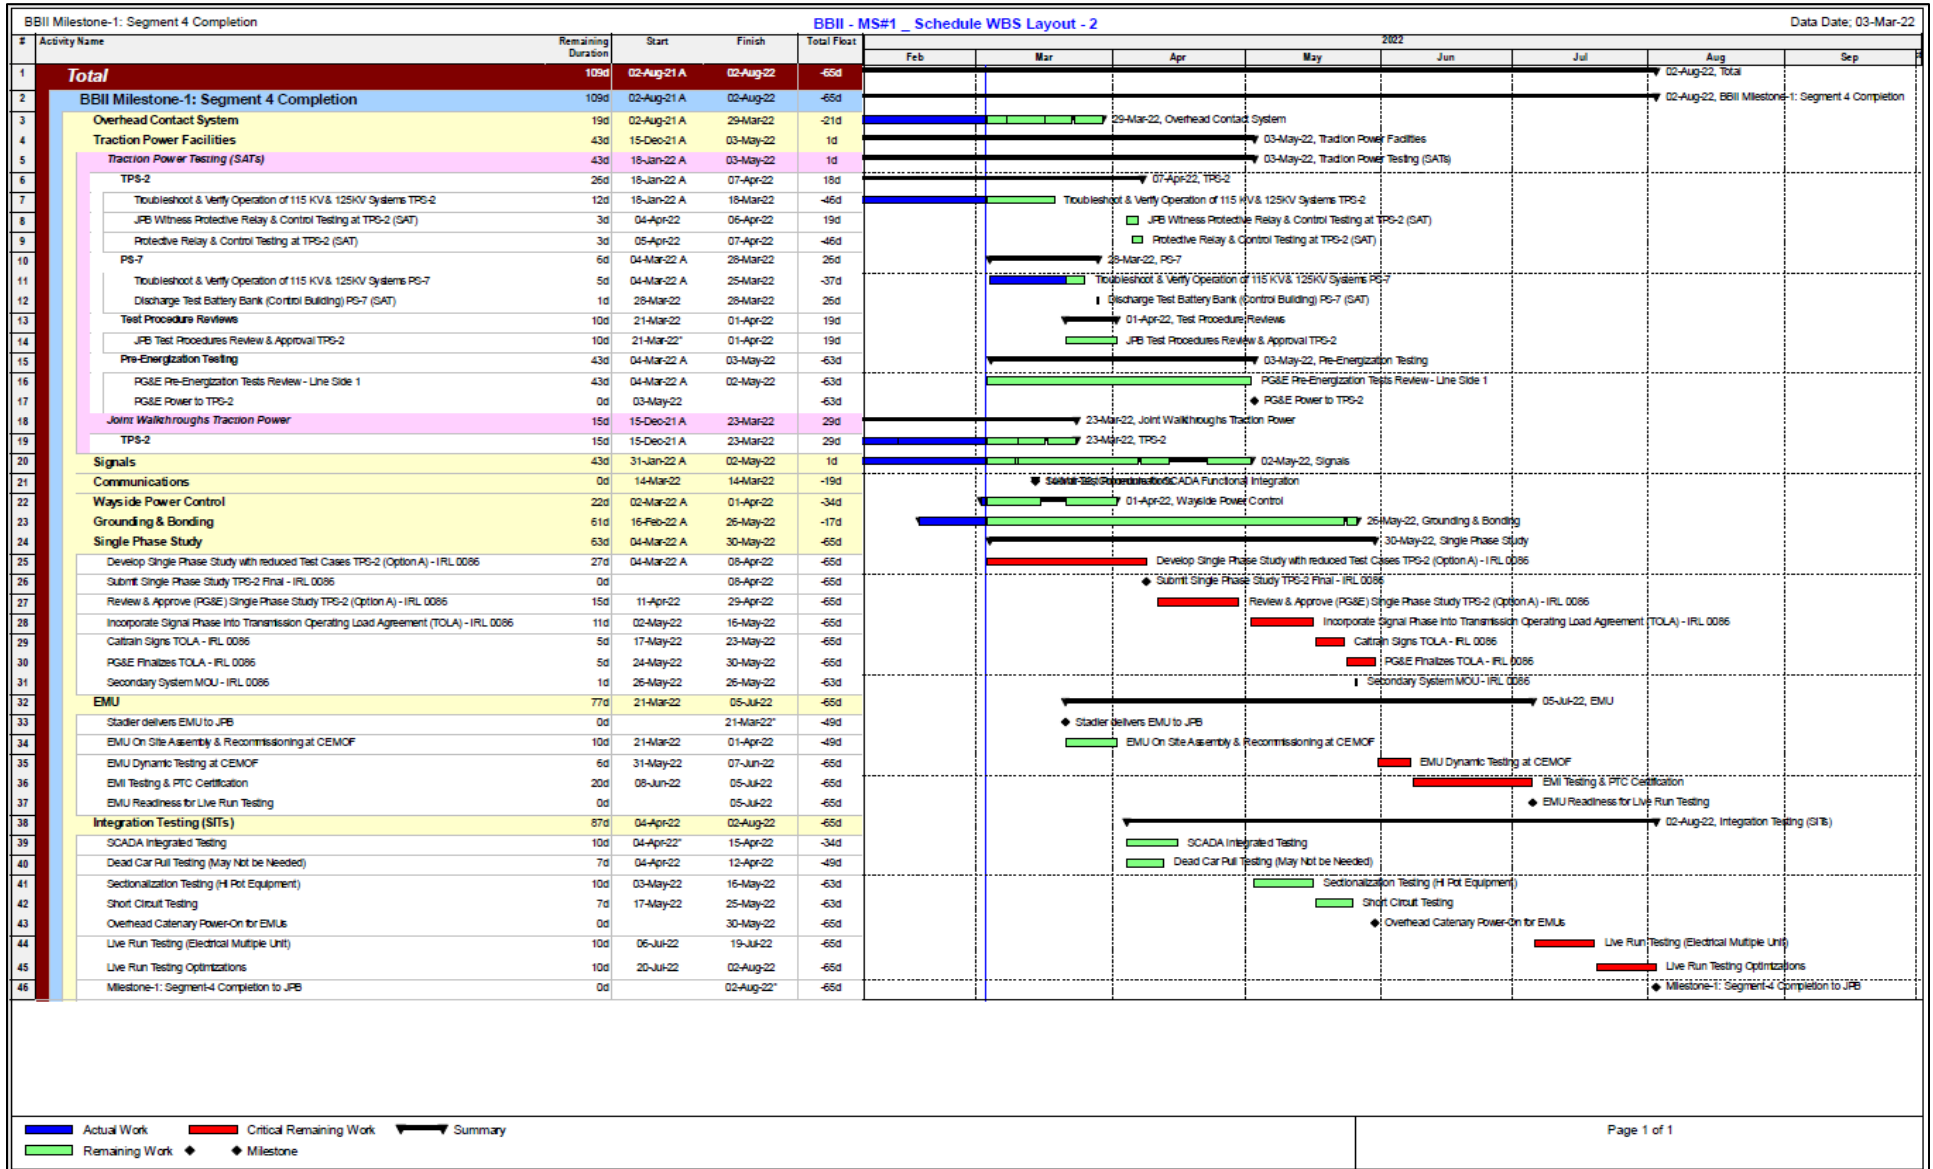 BBII Milestone-1: Segment 4 Completion BBII - MS#1 _ Schedule WBS Layout - 2 Data Date: 03-Mar-22
# Activity Name Remaining Duration Start Finish Total Float 2022
Feb Mar Apr May Jun Jul Aug Sep
1 Total 109d 02-Aug-21 A 02-Aug-22 -65d 02-Aug-22, Total
2 BBII Milestone-1: Segment 4 Completion 109d 02-Aug-21 A 02-Aug-22 -65d 02-Aug-22, BBII Milestone-1: Segment 4 Completion
3 Overhead Contact System 19d 02-Aug-21 A 29-Mar-22 -21d 29-Mar-22, Overhead Contact System
4 Traction Power Facilities 43d 15-Dec-21 A 03-May-22 1d 03-May-22, Traction Power Facilities
5 Traction Power Testing (SATs) 43d 18-Jan-22 A 03-May-22 1d 03-May-22, Traction Power Testing (SATs)
6 TPS-2 26d 18-Jan-22 A 07-Apr-22 18d 07-Apr-22, TPS-2
7 Troubleshoot & Verify Operation of 115 KV& 125KV Systems TPS-2 12d 18-Jan-22 A 18-Mar-22 -46d Troubleshoot & Verify Operation of 115 KV& 125KV Systems TPS-2
8 JPB Witness Protective Relay & Control Testing at TPS-2 (SAT) 3d 04-Apr-22 06-Apr-22 19d JPB Witness Protective Relay & Control Testing at TPS-2 (SAT)
9 Protective Relay & Control Testing at TPS-2 (SAT) 3d 05-Apr-22 07-Apr-22 -46d Protective Relay & Control Testing at TPS-2 (SAT)
10 PS-7 6d 04-Mar-22 A 28-Mar-22 26d 28-Mar-22, PS-7
11 Troubleshoot & Verify Operation of 115 KV& 125KV Systems PS-7 5d 04-Mar-22 A 25-Mar-22 -37d Troubleshoot & Verify Operation of 115 KV& 125KV Systems PS-7
12 Discharge Test Battery Bank (Control Building) PS-7 (SAT) 1d 28-Mar-22 28-Mar-22 26d Discharge Test Battery Bank (Control Building) PS-7 (SAT)
13 Test Procedure Reviews 10d 21-Mar-22 01-Apr-22 19d 01-Apr-22, Test Procedure Reviews
14 JPB Test Procedures Review & Approval TPS-2 10d 21-Mar-22* 01-Apr-22 19d JPB Test Procedures Review & Approval TPS-2
15 Pre-Energization Testing 43d 04-Mar-22 A 03-May-22 -63d 03-May-22, Pre-Energization Testing
16 PG&E Pre-Energization Tests Review - Line Side 1 43d 04-Mar-22 A 02-May-22 -63d PG&E Pre-Energization Tests Review - Line Side 1
17 PG&E Power to TPS-2 0d 03-May-22 -63d PG&E Power to TPS-2
18 Joint Walkthroughs Traction Power 15d 15-Dec-21 A 23-Mar-22 29d 23-Mar-22, Joint Walkthroughs Traction Power
19 TPS-2 15d 15-Dec-21 A 23-Mar-22 29d 23-Mar-22, TPS-2
20 Signals 43d 31-Jan-22 A 02-May-22 1d 02-May-22, Signals
21 Communications 0d 14-Mar-22 14-Mar-22 -19d SCADA Functional Integration
22 Wayside Power Control 22d 02-Mar-22 A 01-Apr-22 -34d 01-Apr-22, Wayside Power Control
23 Grounding & Bonding 61d 16-Feb-22 A 26-May-22 -17d 26-May-22, Grounding & Bonding
24 Single Phase Study 63d 04-Mar-22 A 30-May-22 -65d 30-May-22, Single Phase Study
25 Develop Single Phase Study with reduced Test Cases TPS-2 (Option A) - IRL 0086 27d 04-Mar-22 A 08-Apr-22 -65d Develop Single Phase Study with reduced Test Cases TPS-2 (Option A) - IRL 0086
26 Submit Single Phase Study TPS-2 Final - IRL 0086 0d 08-Apr-22 -65d Submit Single Phase Study TPS-2 Final - IRL 0086
27 Review & Approve (PG&E) Single Phase Study TPS-2 (Option A) - IRL 0086 15d 11-Apr-22 29-Apr-22 -65d Review & Approve (PG&E) Single Phase Study TPS-2 (Option A) - IRL 0086
28 Incorporate Signal Phase into Transmission Operating Load Agreement (TOLA) - IRL 0086 11d 02-May-22 16-May-22 -65d Incorporate Signal Phase into Transmission Operating Load Agreement (TOLA) - IRL 0086
29 Caltrain Signs TOLA - IRL 0086 5d 17-May-22 23-May-22 -65d Caltrain Signs TOLA - IRL 0086
30 PG&E Finalizes TOLA - IRL 0086 5d 24-May-22 30-May-22 -65d PG&E Finalizes TOLA - IRL 0086
31 Secondary System MOU - IRL 0086 1d 26-May-22 26-May-22 -63d Secondary System MOU - IRL 0086
32 EMU 77d 21-Mar-22 05-Jul-22 -65d 05-Jul-22, EMU
33 Stadler delivers EMU to JPB 0d 21-Mar-22* -49d Stadler delivers EMU to JPB
34 EMU On Site Assembly & Recommissioning at CEMOF 10d 21-Mar-22 01-Apr-22 -49d EMU On Site Assembly & Recommissioning at CEMOF
35 EMU Dynamic Testing at CEMOF 6d 31-May-22 07-Jun-22 -65d EMU Dynamic Testing at CEMOF
36 EMI Testing & PTC Certification 20d 08-Jun-22 05-Jul-22 -65d EMI Testing & PTC Certification
37 EMU Readiness for Live Run Testing 0d 05-Jul-22 -65d EMU Readiness for Live Run Testing
38 Integration Testing (SITs) 87d 04-Apr-22 02-Aug-22 -65d 02-Aug-22, Integration Testing (SITs)
39 SCADA Integrated Testing 10d 04-Apr-22* 15-Apr-22 -34d SCADA Integrated Testing
40 Dead Car Pull Testing (May Not be Needed) 7d 04-Apr-22 12-Apr-22 -49d Dead Car Pull Testing (May Not be Needed)
41 Sectionalization Testing (Hi Pot Equipment) 10d 03-May-22 16-May-22 -63d Sectionalization Testing (Hi Pot Equipment)
42 Short Circuit Testing 7d 17-May-22 25-May-22 -63d Short Circuit Testing
43 Overhead Catenary Power-On for EMUs 0d 30-May-22 -65d Overhead Catenary Power-On for EMUs
44 Live Run Testing (Electrical Multiple Unit) 10d 06-Jul-22 19-Jul-22 -65d Live Run Testing (Electrical Multiple Unit)
45 Live Run Testing Optimizations 10d 20-Jul-22 02-Aug-22 -65d Live Run Testing Optimizations
46 Milestone-1: Segment-4 Completion to JPB 0d 02-Aug-22* -65d Milestone-1: Segment-4 Completion to JPB
Actual Work Critical Remaining Work Summary Page 1 of 1
Remaining Work Milestone